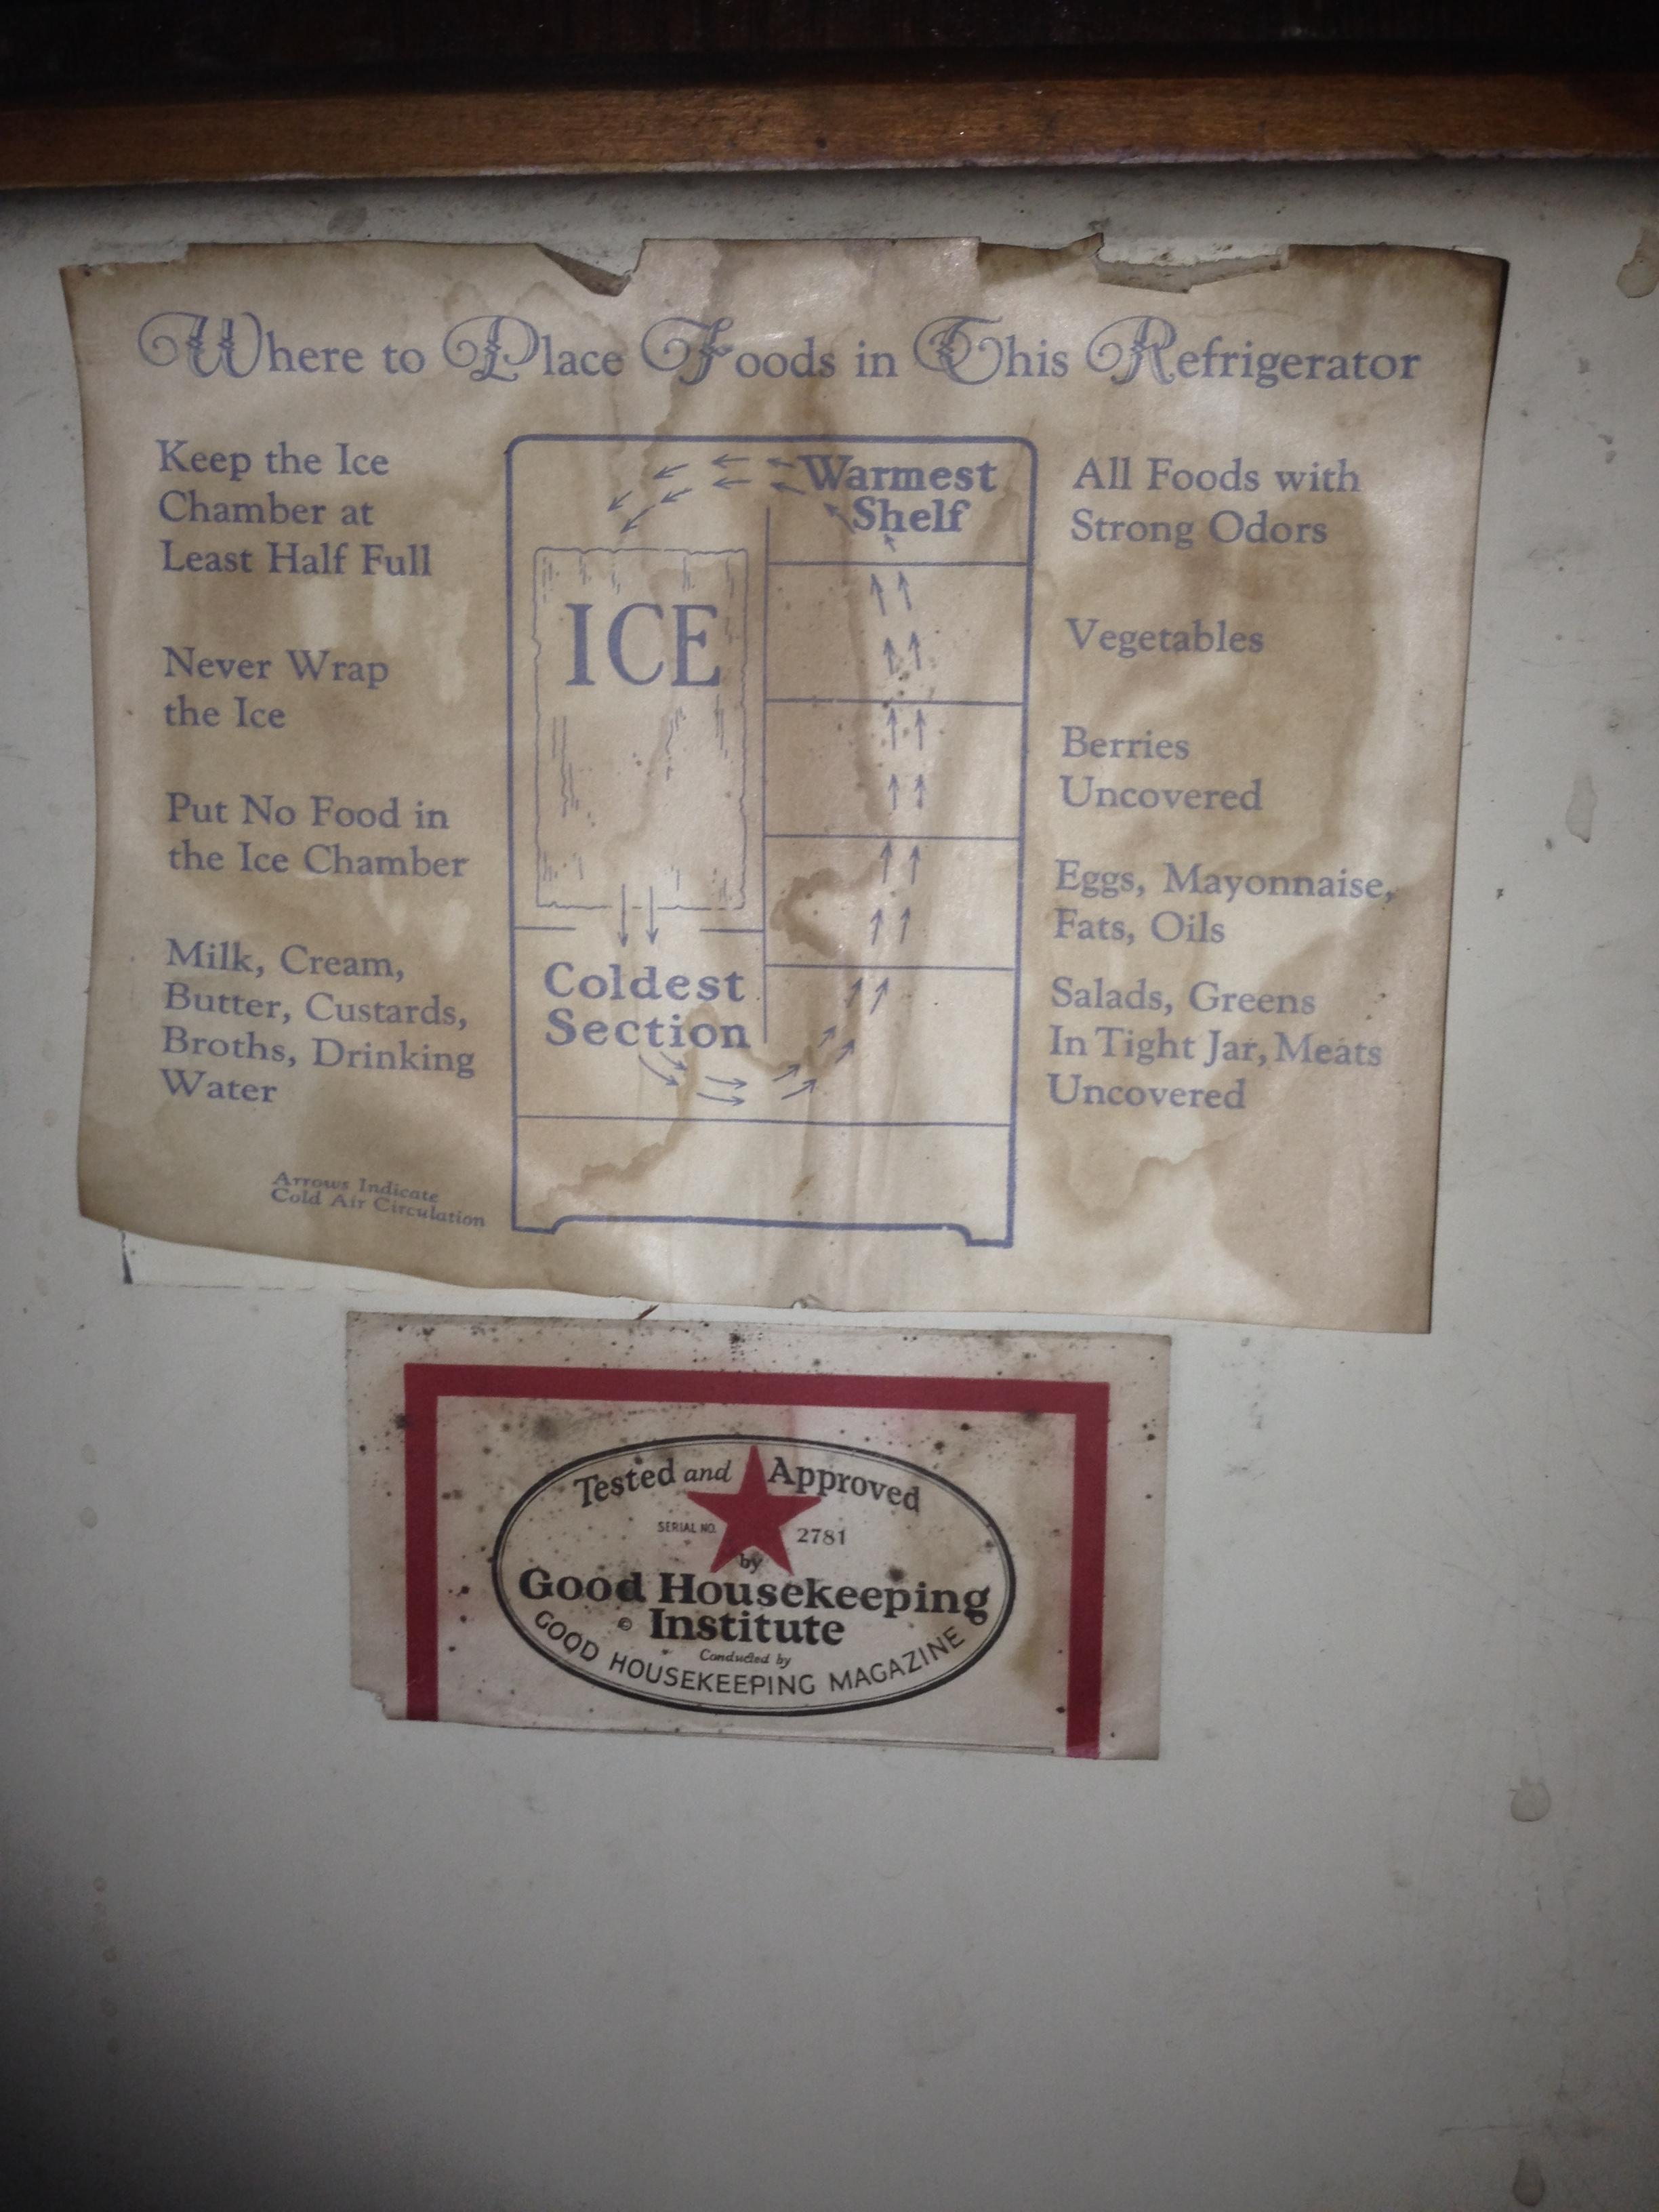 Where to Place Foods in This Refrigerator
Keep the Ice
Chamber at
Least Half Full
Never Wrap
the Ice
Put No Food in
the Ice Chamber
Milk, Cream,
Butter, Custards,
Broths, Drinking
Water
Arrows Indicate
Cold Air Circulation
Warmest
Shelf
ICE
Coldest
Section
All Foods with
Strong Odors
Vegetables
Berries
Uncovered
Eggs, Mayonnaise,
Fats, Oils
Salads, Greens
In Tight Jar, Meats
Uncovered
Tested and Approved
SERIAL NO. 2781
by
Good Housekeeping
© Institute
Conducted by
GOOD HOUSEKEEPING MAGAZINE